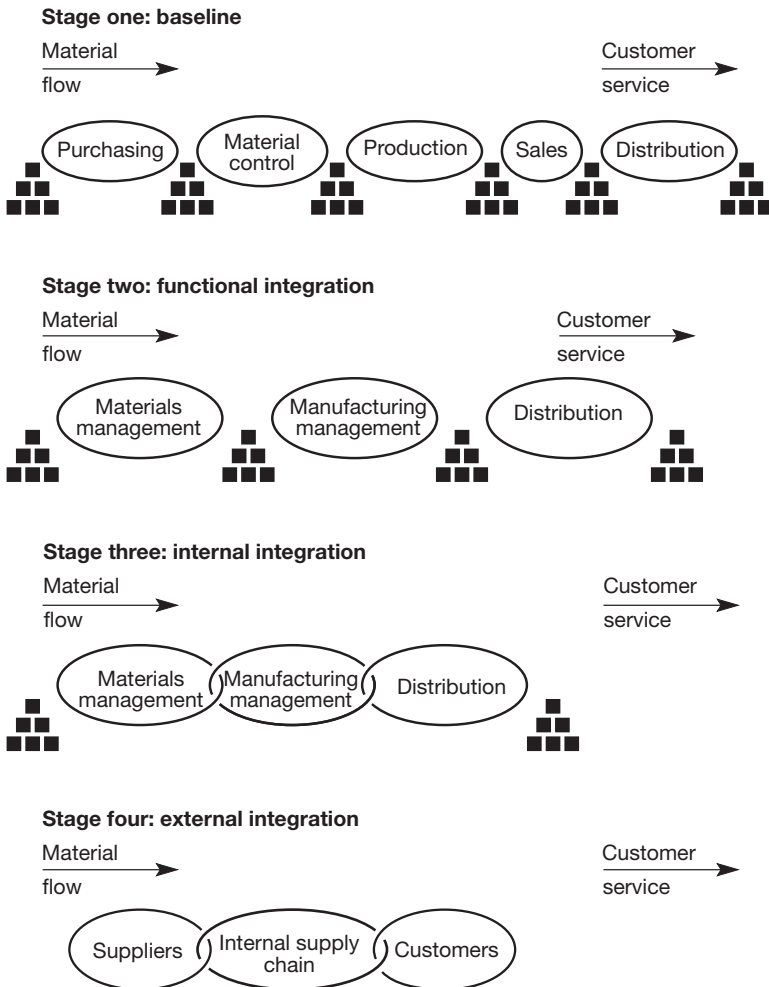 Stage one: baseline
Material
flow
Customer
service
Purchasing
Material
control
Production
Sales
Distribution
Stage two: functional integration
Material
flow
Customer
service
Materials
management
Manufacturing
management
Distribution
Stage three: internal integration
Material
flow
Customer
service
Materials
management
Manufacturing
management
Distribution
Stage four: external integration
Material
flow
Customer
service
Suppliers
Internal supply
chain
Customers